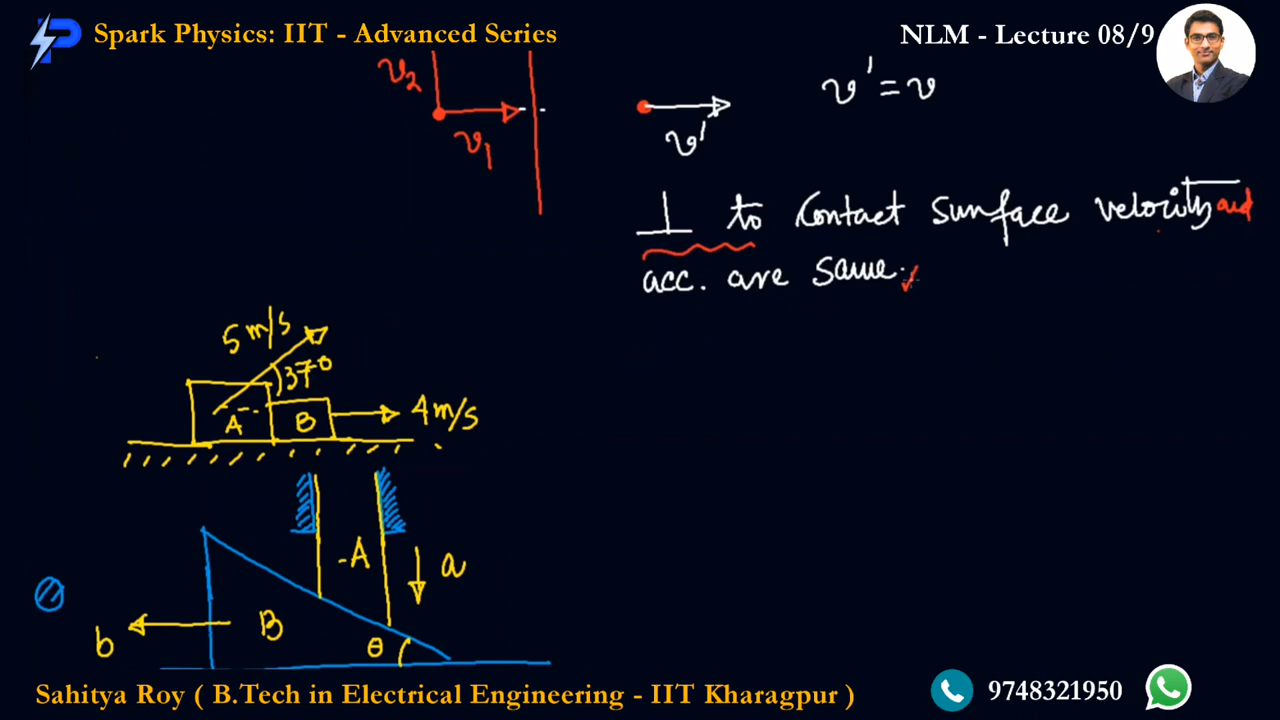 Spark Physics: IIT - Advanced Series
NLM - Lecture 08/9
v2
v1
v'
v' = v
⊥ to contact surface velocity and
acc. are same.
5 m/s
37°
A
B
4 m/s
A
a
B
b
θ
Sahitya Roy ( B.Tech in Electrical Engineering - IIT Kharagpur )
9748321950